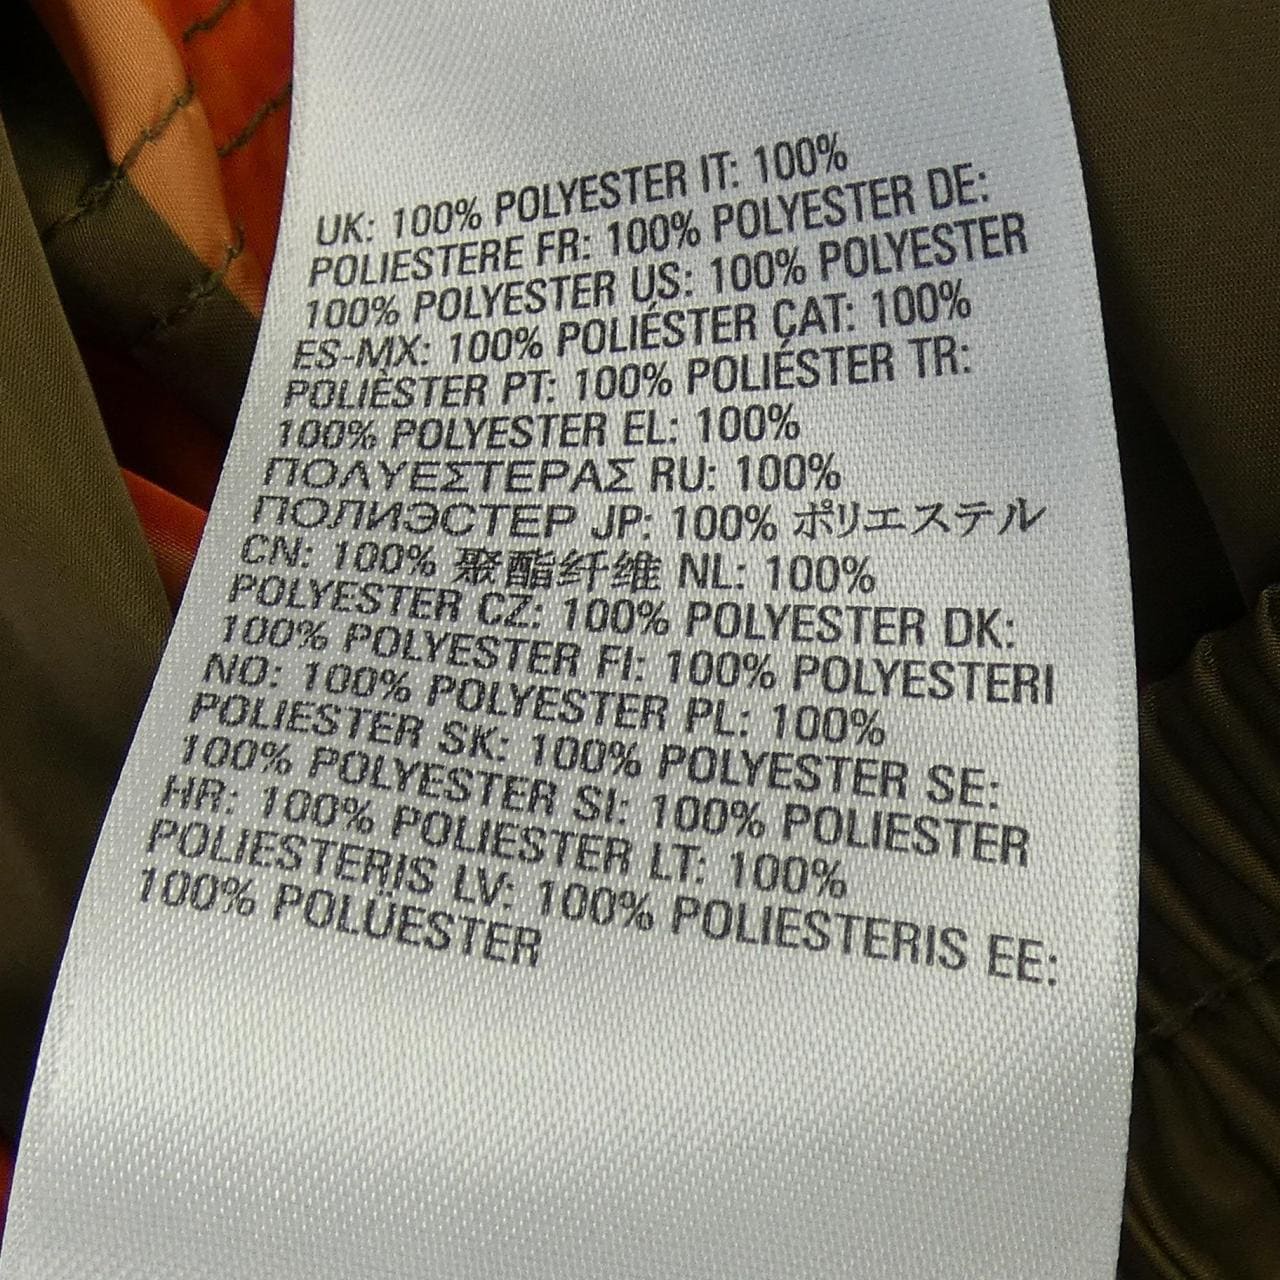 UK: 100% POLYESTER IT: 100%
POLIESTERE FR: 100% POLYESTER DE:
100% POLYESTER US: 100% POLYESTER
ES-MX: 100% POLIÉSTER CAT: 100%
POLIÈSTER PT: 100% POLIÉSTER TR:
100% POLYESTER EL: 100%
ΠΟΛΥΕΣΤΕΡΑΣ RU: 100%
ПОЛИЭСТЕР JP: 100% ポリエステル
CN: 100% 聚酯纤维 NL: 100%
POLYESTER CZ: 100% POLYESTER DK:
100% POLYESTER FI: 100% POLYESTERI
NO: 100% POLYESTER PL: 100%
POLIESTER SK: 100% POLYESTER SE:
100% POLYESTER SI: 100% POLIESTER
HR: 100% POLIESTER LT: 100%
POLIESTERIS LV: 100% POLIESTERIS EE:
100% POLÜESTER